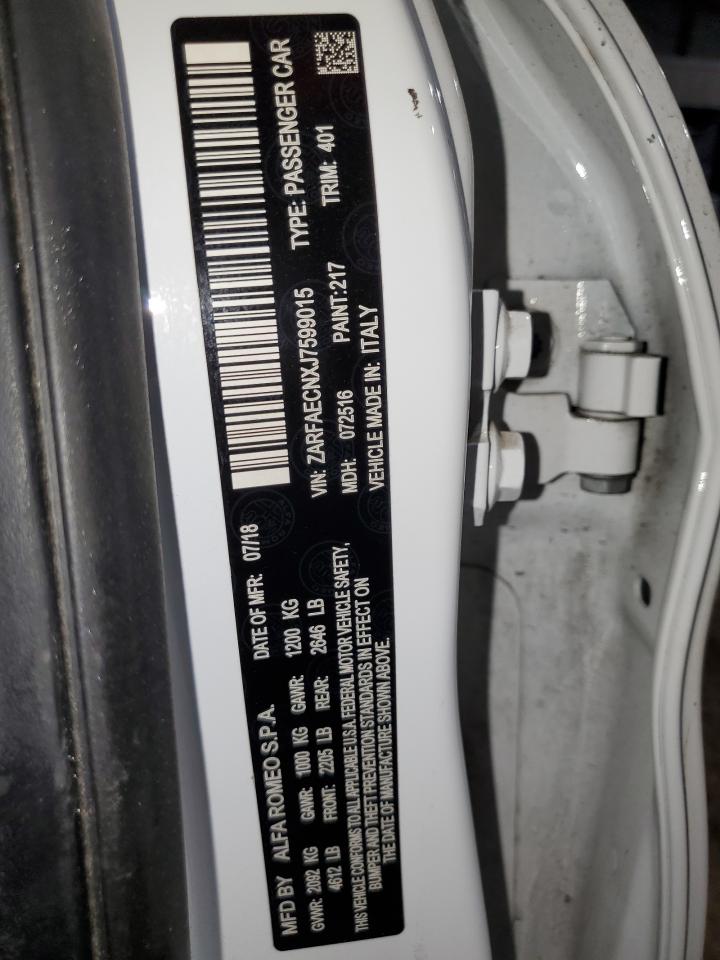 MFD BY ALFA ROMEO S.P.A. DATE OF MFR: 07/18
GVWR: 2092 KG GAWR: 1000 KG GAWR: 1200 KG
4612 LB FRONT: 2205 LB REAR: 2646 LB
THIS VEHICLE CONFORMS TO ALL APPLICABLE U.S.A. FEDERAL MOTOR VEHICLE SAFETY,
BUMPER AND THEFT PREVENTION STANDARDS IN EFFECT ON
THE DATE OF MANUFACTURE SHOWN ABOVE.
VIN: ZARFAECNXJ7599015 TYPE: PASSENGER CAR
MDH: 072516 PAINT:217 TRIM: 401
VEHICLE MADE IN: ITALY